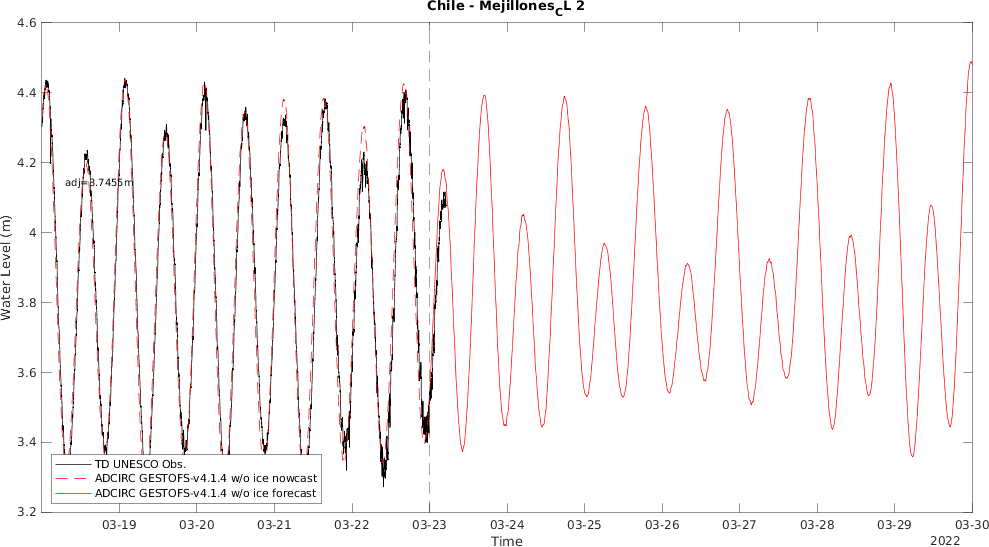 Chile - Mejillones_CL 2
4.6
4.4
4.2
4
3.8
3.6
3.4
3.2
Water Level (m)
adj=3.7455m
TD UNESCO Obs.
ADCIRC GESTOFS-v4.1.4 w/o ice nowcast
ADCIRC GESTOFS-v4.1.4 w/o ice forecast
03-19 03-20 03-21 03-22 03-23 03-24 03-25 03-26 03-27 03-28 03-29 03-30
Time
2022